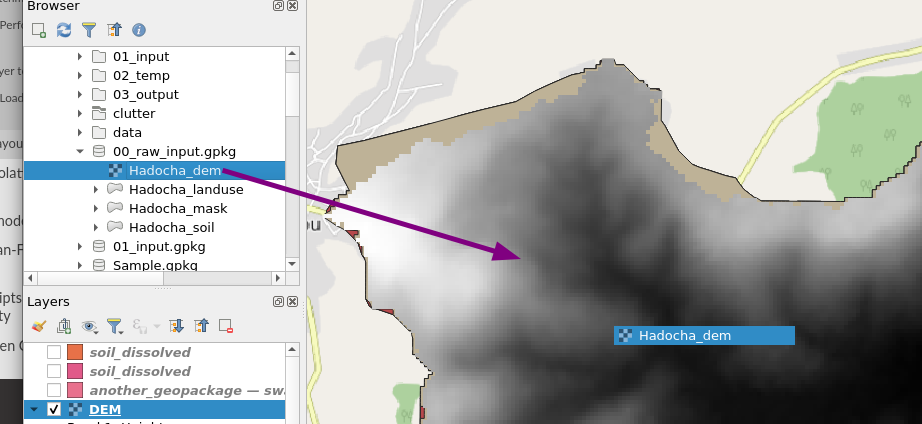 Browser
01_input
02_temp
03_output
clutter
data
00_raw_input.gpkg
Hadocha_dem
Hadocha_landuse
Hadocha_mask
Hadocha_soil
01_input.gpkg
Sample.gpkg
Layers
soil_dissolved
soil_dissolved
another_geopackage — sw
DEM
Hadocha_dem